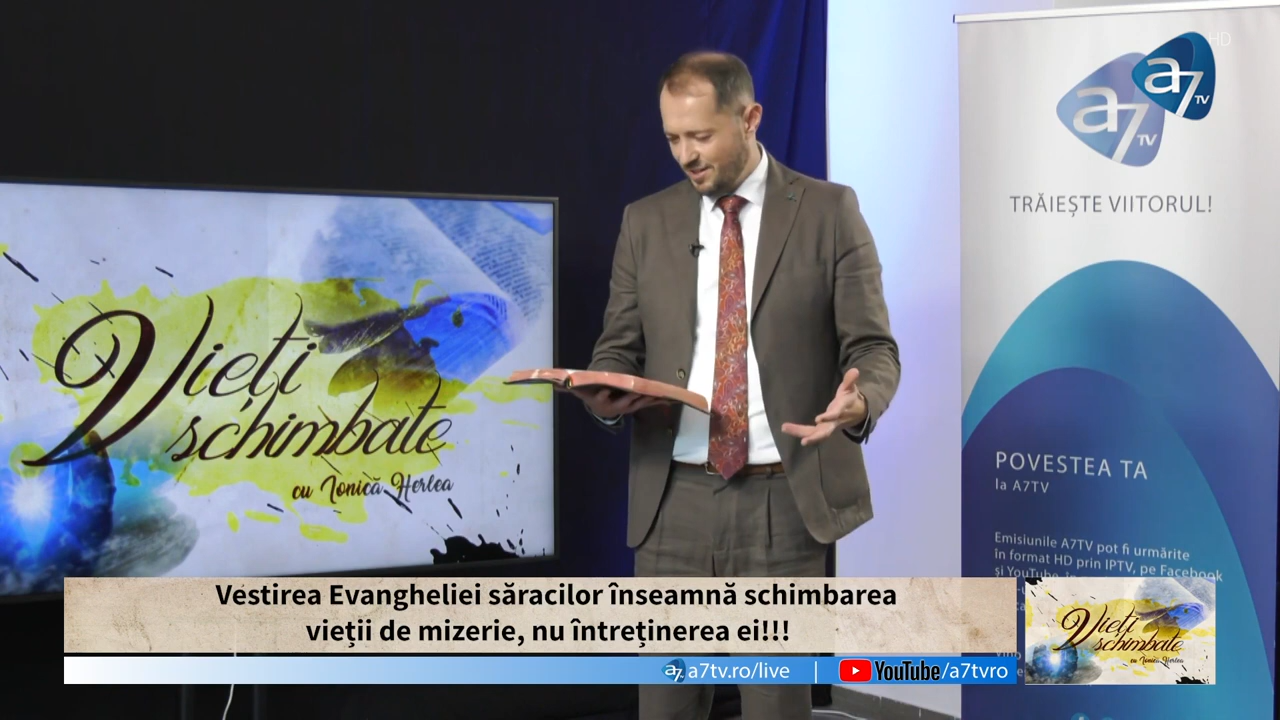 HD
a7 TV
a7 TV
TRĂIEȘTE VIITORUL!
Vieți
schimbate
cu Ionică Herlea
POVESTEA TA
la A7TV
Emisiunile A7TV pot fi urmărite
în format HD prin IPTV, pe Facebook
și YouTube
Vestirea Evangheliei săracilor înseamnă schimbarea
vieții de mizerie, nu întreținerea ei!!!
Vieți
schimbate
cu Ionică Herlea
a7 a7tv.ro/live | YouTube/a7tvro